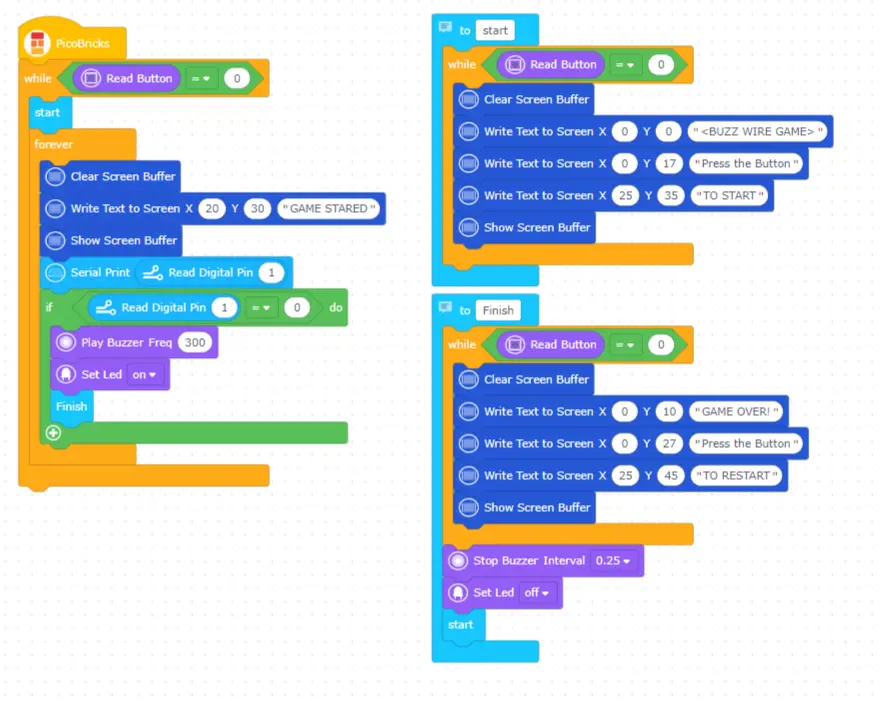 PicoBricks
while Read Button = 0
start
forever
Clear Screen Buffer
Write Text to Screen X 20 Y 30 "GAME STARED"
Show Screen Buffer
Serial Print Read Digital Pin 1
if Read Digital Pin 1 = 0 do
Play Buzzer Freq 300
Set Led on
Finish
to start
while Read Button = 0
Clear Screen Buffer
Write Text to Screen X 0 Y 0 "<BUZZ WIRE GAME>"
Write Text to Screen X 0 Y 17 "Press the Button"
Write Text to Screen X 25 Y 35 "TO START"
Show Screen Buffer
to Finish
while Read Button = 0
Clear Screen Buffer
Write Text to Screen X 0 Y 10 "GAME OVER!"
Write Text to Screen X 0 Y 27 "Press the Button"
Write Text to Screen X 25 Y 45 "TO RESTART"
Show Screen Buffer
Stop Buzzer Interval 0.25
Set Led off
start